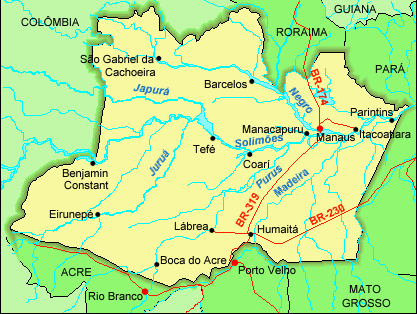 GUIANA
COLÔMBIA
RORAIMA
São Gabriel da
Cachoeira
PARÁ
BR-174
Barcelos
Japurá
Negro
Parintins
Manacapuru
Manaus
Itacoatiara
Solimões
Tefé
Coari
Juruá
Benjamin
Constant
Purus
Madeira
Eirunepé
BR-319
BR-230
Lábrea
Humaitá
Boca do Acre
ACRE
Porto Velho
Rio Branco
MATO
GROSSO